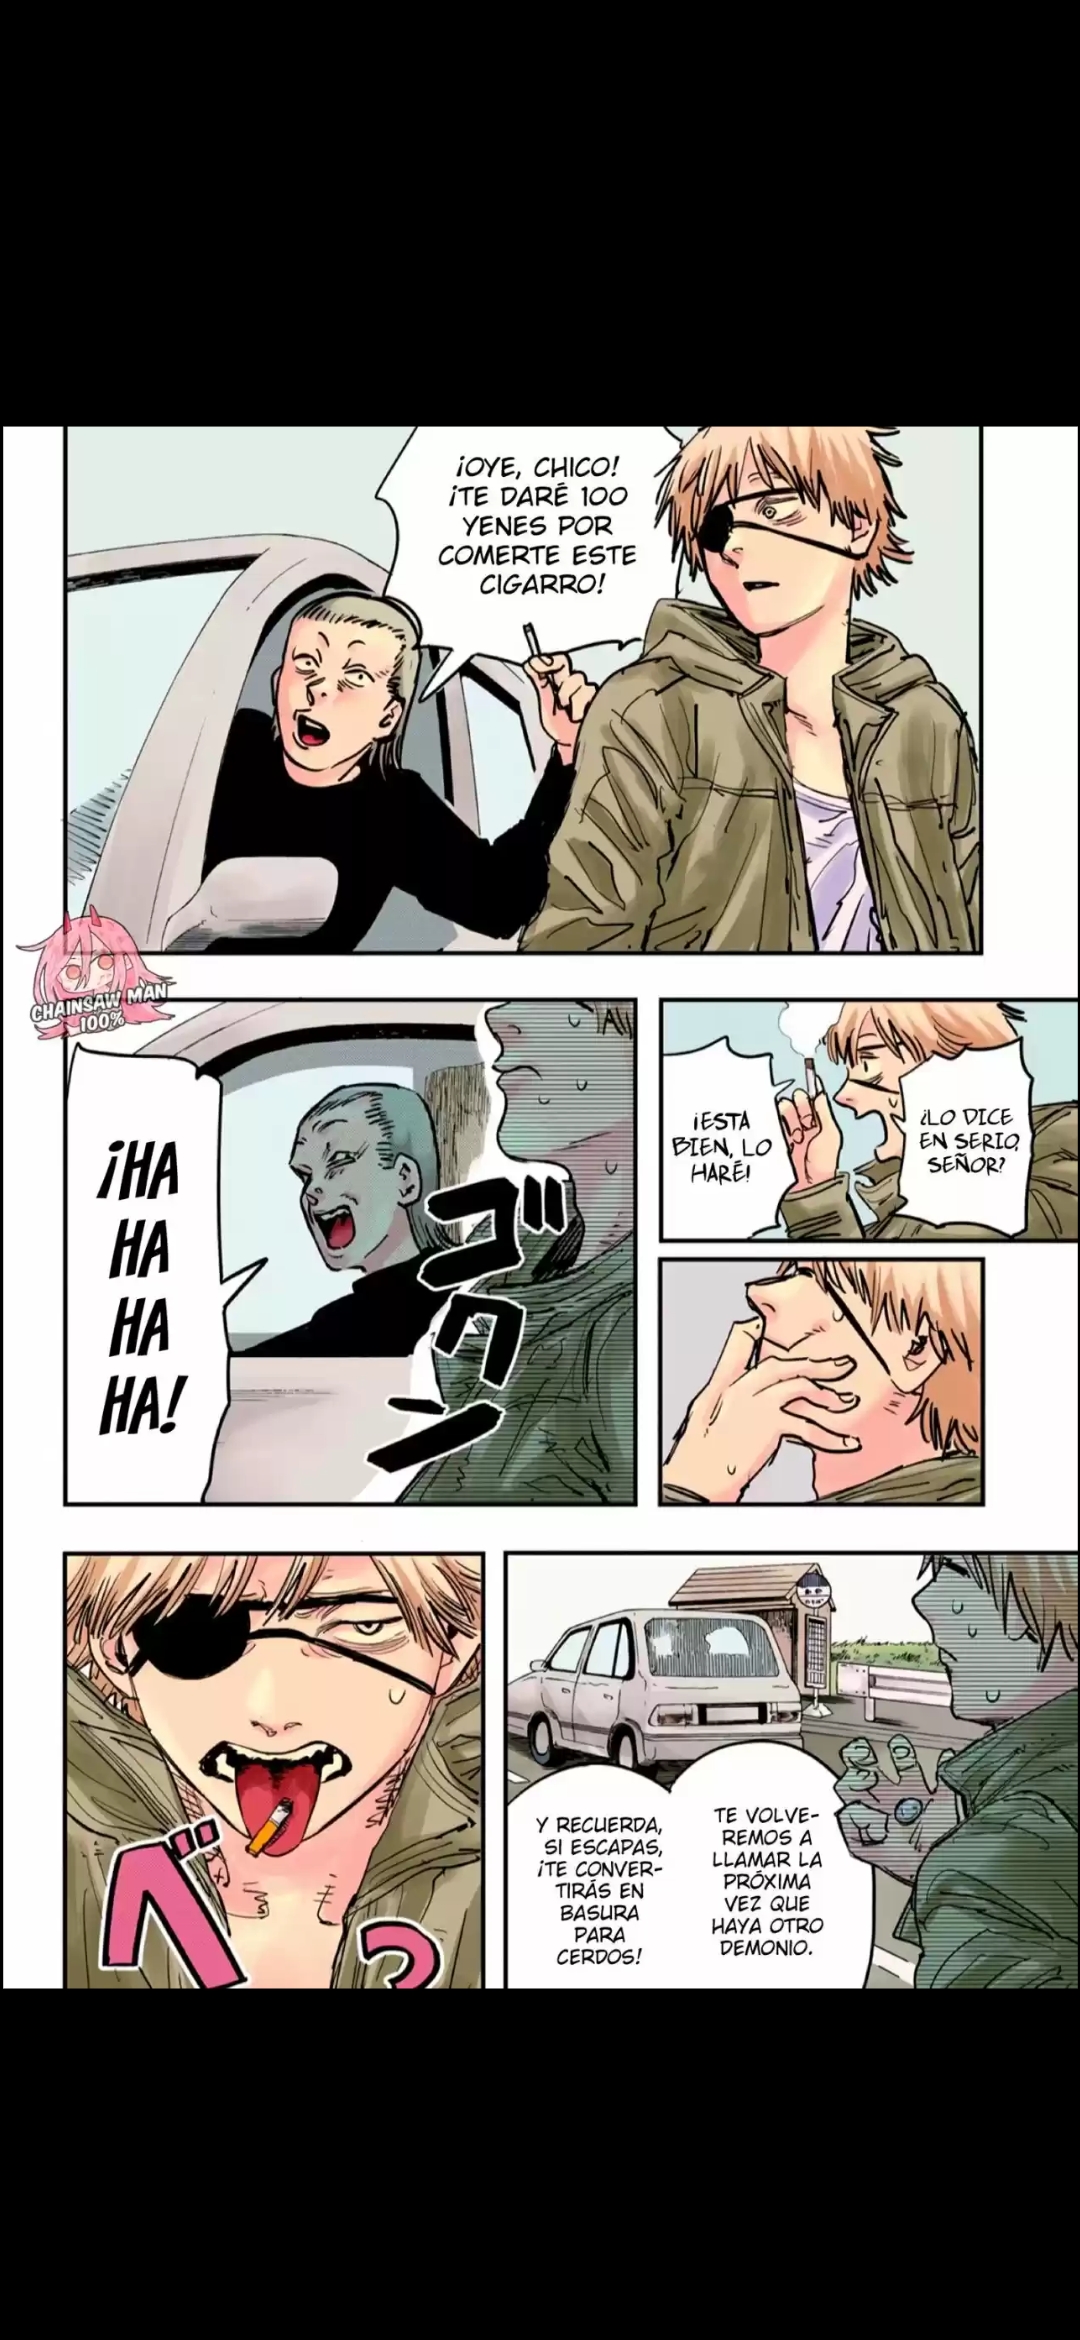 ¡OYE, CHICO!
¡TE DARÉ 100
YENES POR
COMERTE ESTE
CIGARRO!
CHAINSAW MAN
100%
¿LO DICE
EN SERIO,
SEÑOR?
¡ESTA
BIEN, LO
HARÉ!
¡HA
HA
HA
HA!
ゴ
ク
ン
TE VOLVE-
REMOS A
LLAMAR LA
PRÓXIMA
VEZ QUE
HAYA OTRO
DEMONIO.
Y RECUERDA,
SI ESCAPAS,
¡TE CONVER-
TIRÁS EN
BASURA
PARA
CERDOS!
べ